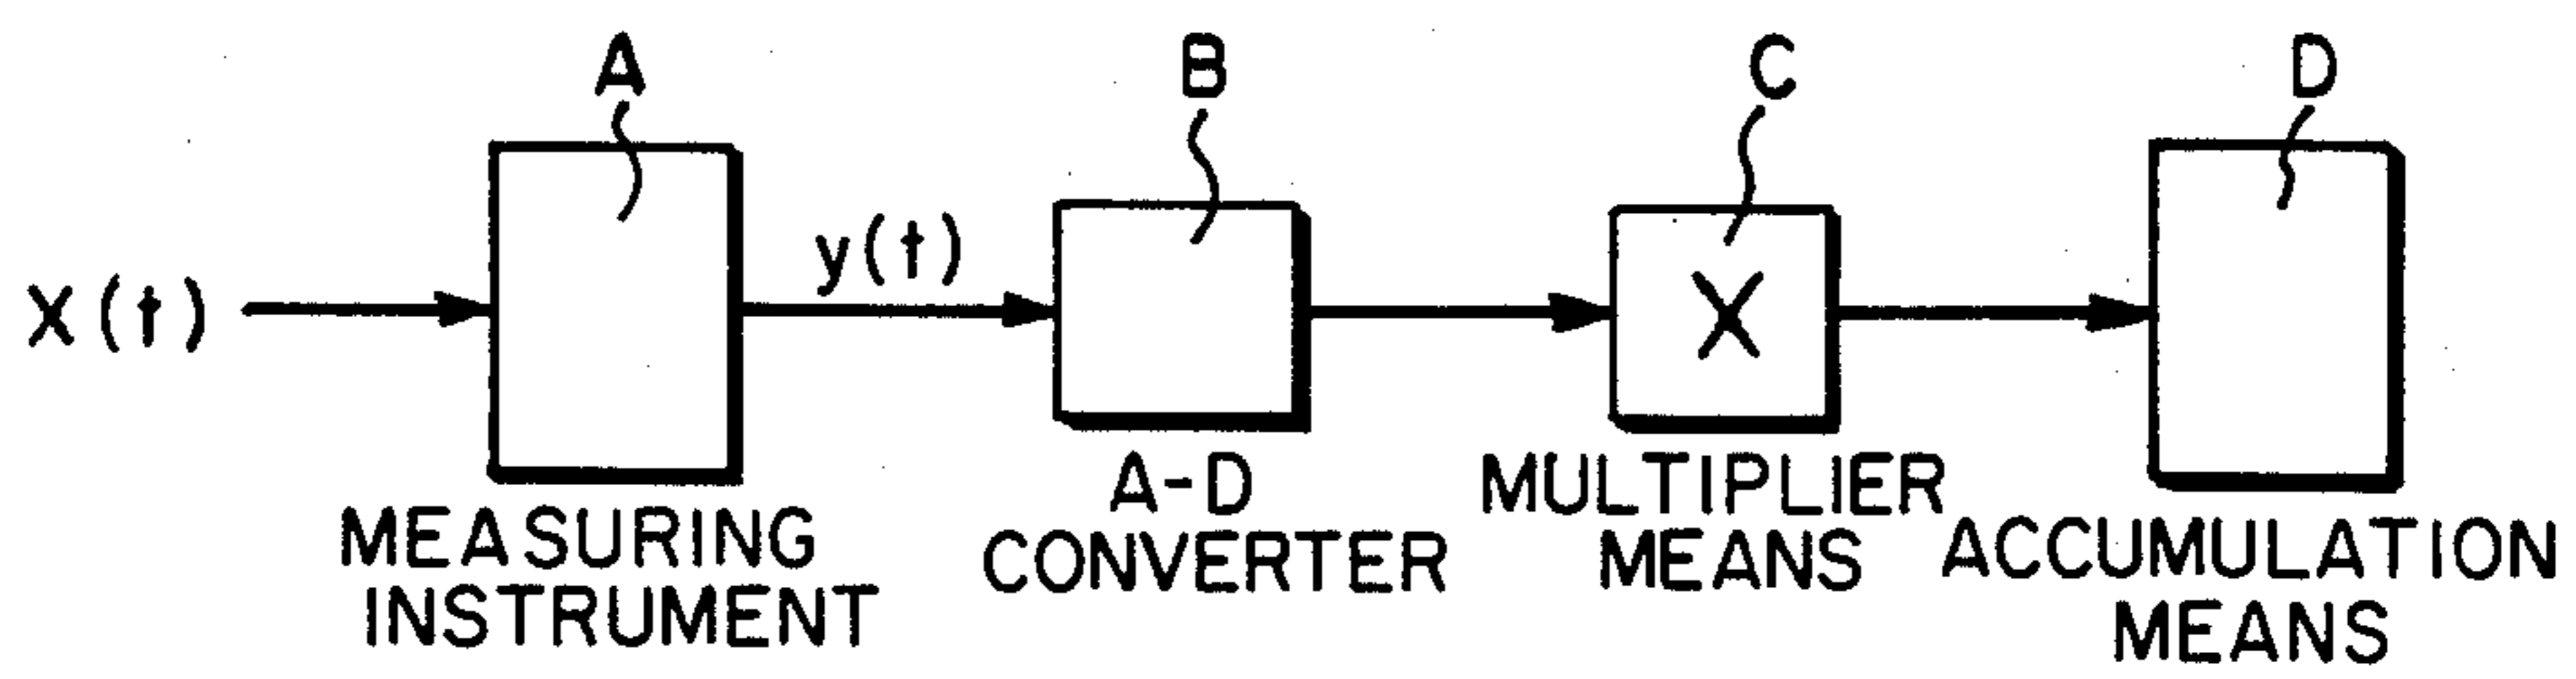 A
B
C
D
X(t)
y(t)
X
MEASURING
INSTRUMENT
A-D
CONVERTER
MULTIPLIER
MEANS
ACCUMULATION
MEANS